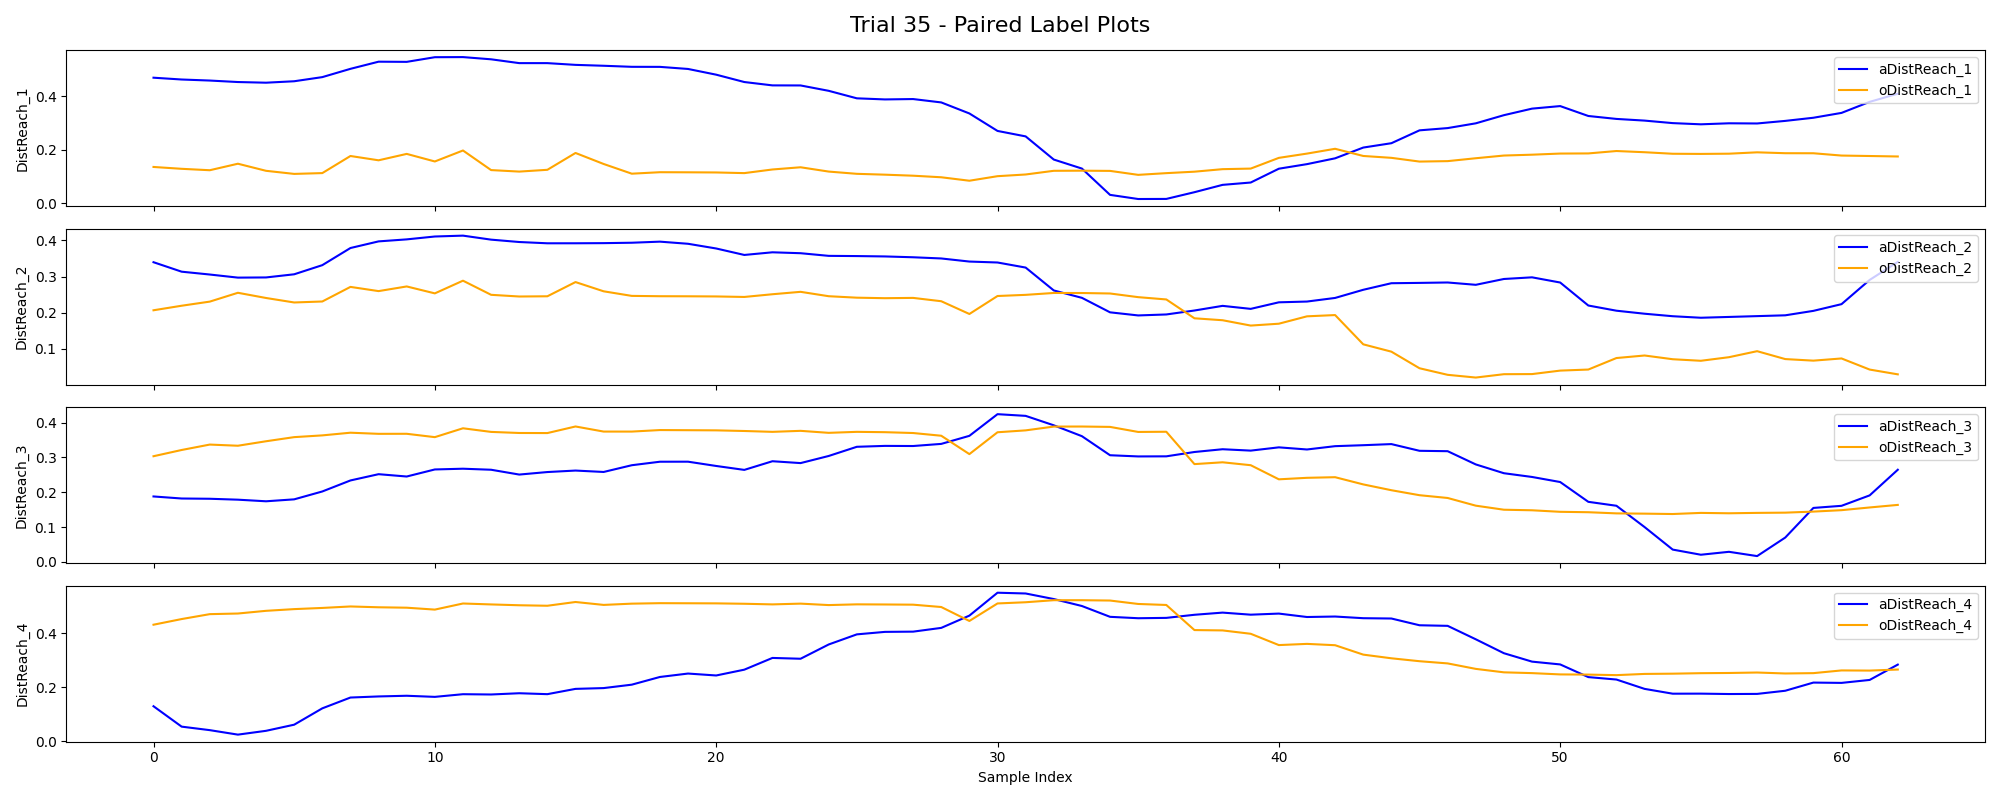 Trial 35 - Paired Label Plots
DistReach_1
0.4
0.2
0.0
aDistReach_1
oDistReach_1
DistReach_2
0.4
0.3
0.2
0.1
aDistReach_2
oDistReach_2
DistReach_3
0.4
0.3
0.2
0.1
0.0
aDistReach_3
oDistReach_3
DistReach_4
0.4
0.2
0.0
aDistReach_4
oDistReach_4
0 10 20 30 40 50 60
Sample Index